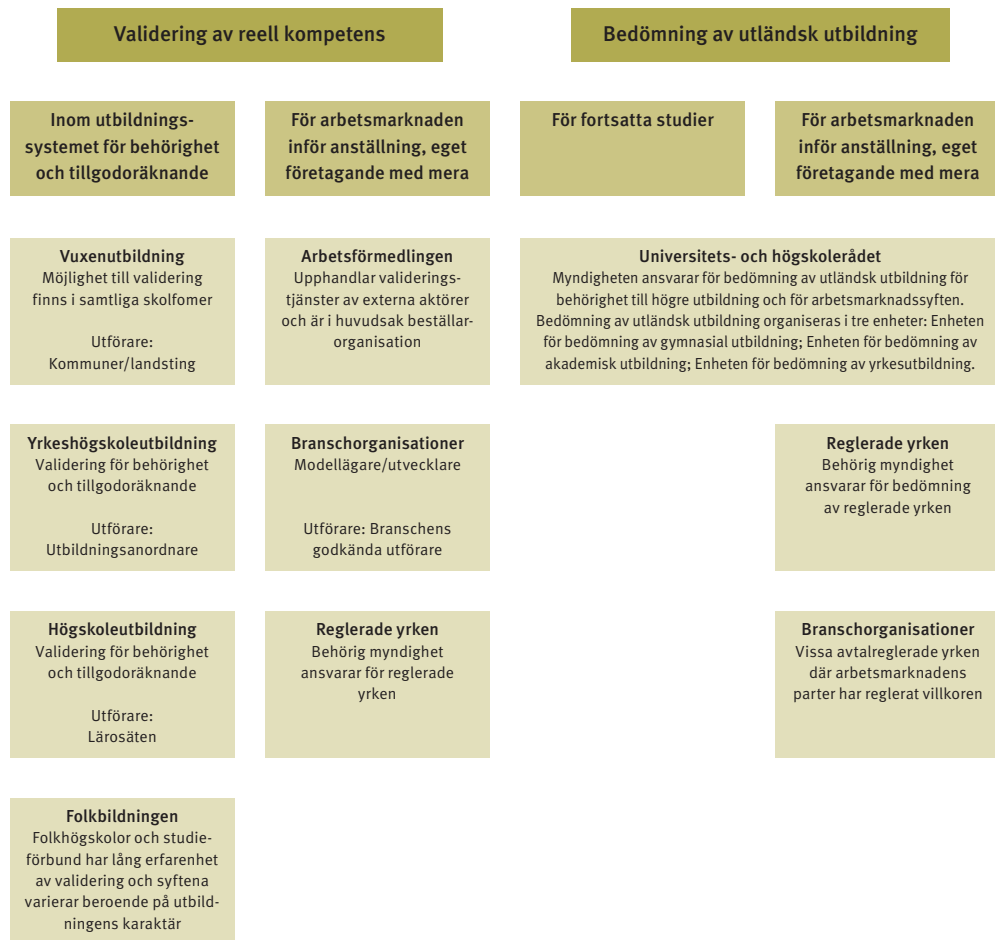 Validering av reell kompetens
Bedömning av utländsk utbildning
Inom utbildnings-
systemet för behörighet
och tillgodoräknande
För arbetsmarknaden
inför anställning, eget
företagande med mera
För fortsatta studier
För arbetsmarknaden
inför anställning, eget
företagande med mera
Vuxenutbildning
Möjlighet till validering
finns i samtliga skolfomer
Utförare:
Kommuner/landsting
Arbetsförmedlingen
Upphandlar validerings-
tjänster av externa aktörer
och är i huvudsak beställar-
organisation
Universitets- och högskolerådet
Myndigheten ansvarar för bedömning av utländsk utbildning för
behörighet till högre utbildning och för arbetsmarknadssyften.
Bedömning av utländsk utbildning organiseras i tre enheter: Enheten
för bedömning av gymnasial utbildning; Enheten för bedömning av
akademisk utbildning; Enheten för bedömning av yrkesutbildning.
Yrkeshögskoleutbildning
Validering för behörighet
och tillgodoräknande
Utförare:
Utbildningsanordnare
Branschorganisationer
Modellägare/utvecklare
Utförare: Branschens
godkända utförare
Reglerade yrken
Behörig myndighet
ansvarar för bedömning
av reglerade yrken
Högskoleutbildning
Validering för behörighet
och tillgodoräknande
Utförare:
Lärosäten
Reglerade yrken
Behörig myndighet
ansvarar för reglerade
yrken
Branschorganisationer
Vissa avtalreglerade yrken
där arbetsmarknadens
parter har reglerat villkoren
Folkbildningen
Folkhögskolor och studie-
förbund har lång erfarenhet
av validering och syftena
varierar beroende på utbild-
ningens karaktär